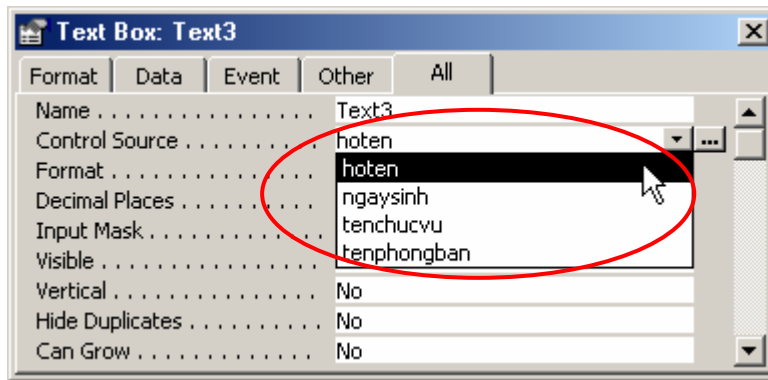 Text Box: Text3
Format Data Event Other All
Name . . . . . . . . . . . . . . . . Text3
Control Source . . . . . . . . . hoten
Format . . . . . . . . . . . . . . . hoten
Decimal Places . . . . . . . . . ngaysinh
Input Mask . . . . . . . . . . . . tenchucvu
Visible . . . . . . . . . . . . . . . tenphongban
Vertical . . . . . . . . . . . . . . . No
Hide Duplicates . . . . . . . . . No
Can Grow . . . . . . . . . . . . . No